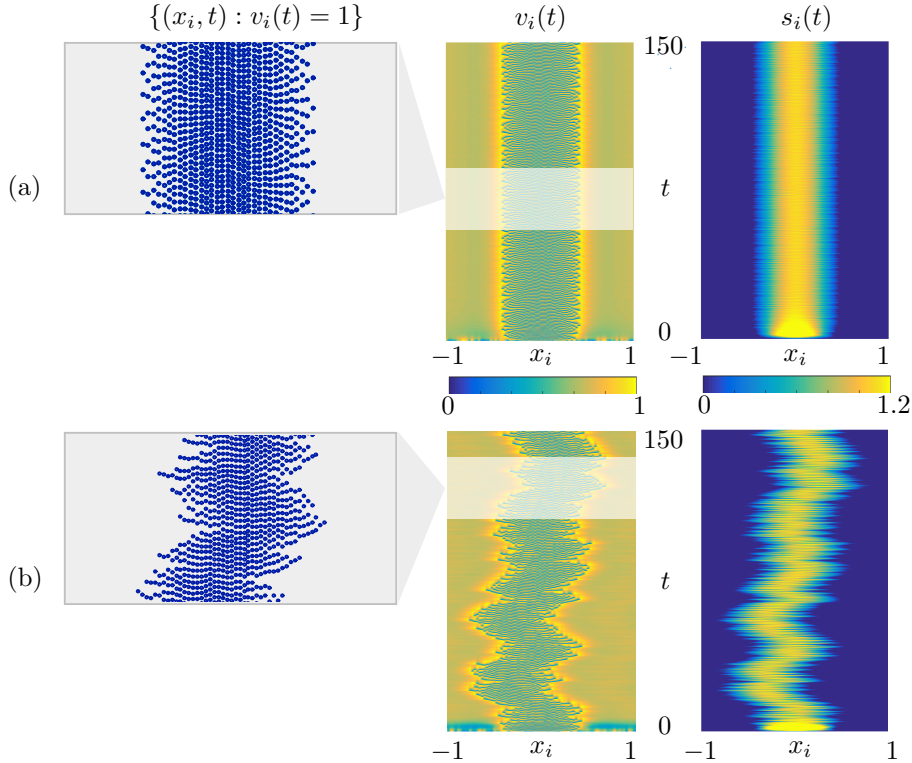 {(x_i, t) : v_i(t) = 1} v_i(t) s_i(t)
150
(a) t
0
−1 x_i 1 −1 x_i 1
0 1 0 1.2
150
(b) t
0
−1 x_i 1 −1 x_i 1